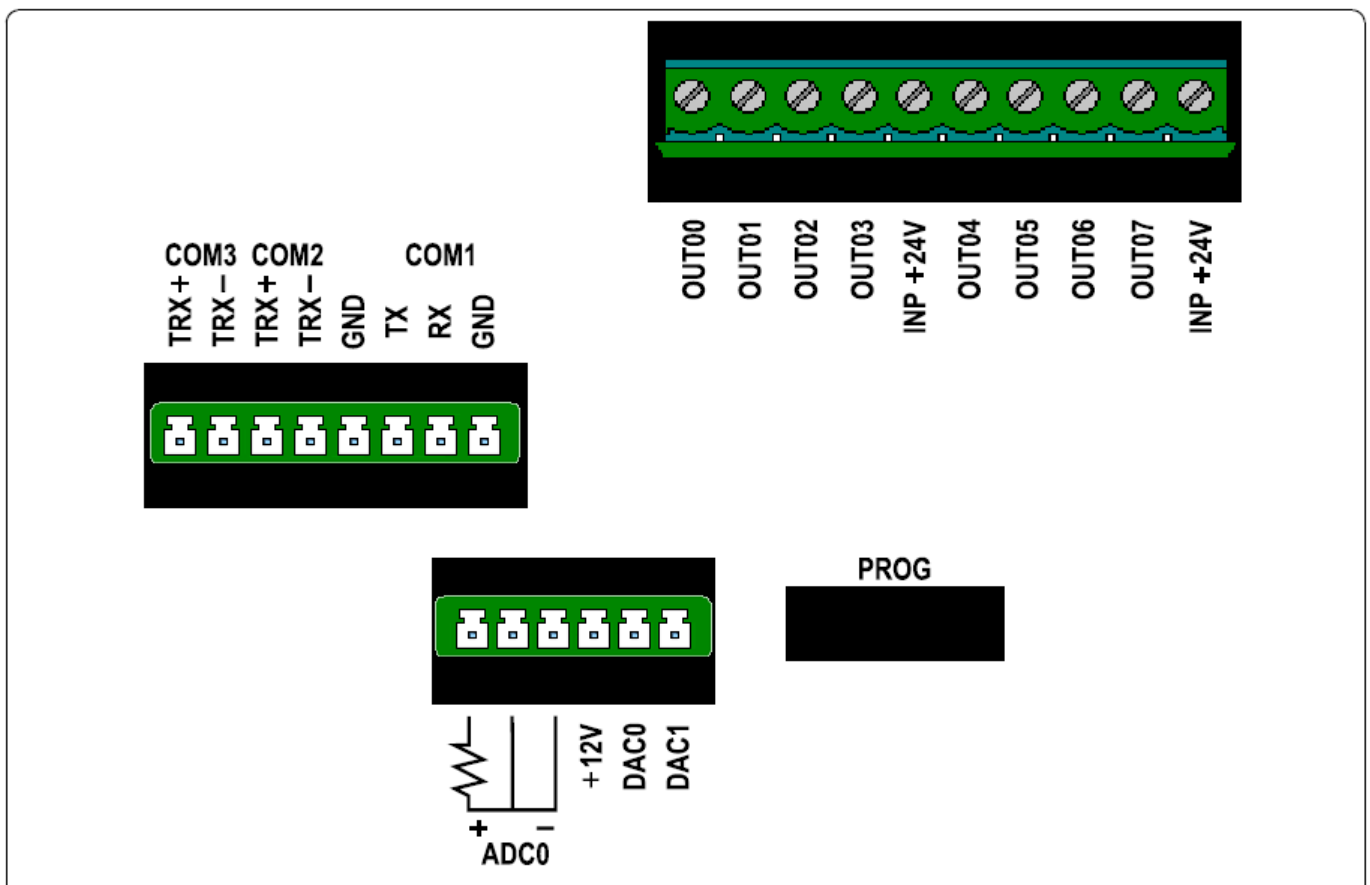 OUT00 OUT01 OUT02 OUT03 INP +24V OUT04 OUT05 OUT06 OUT07 INP +24V
COM3 COM2 COM1
TRX+ TRX− TRX+ TRX− GND TX RX GND
PROG
+12V DAC0 DAC1
+ −
ADC0